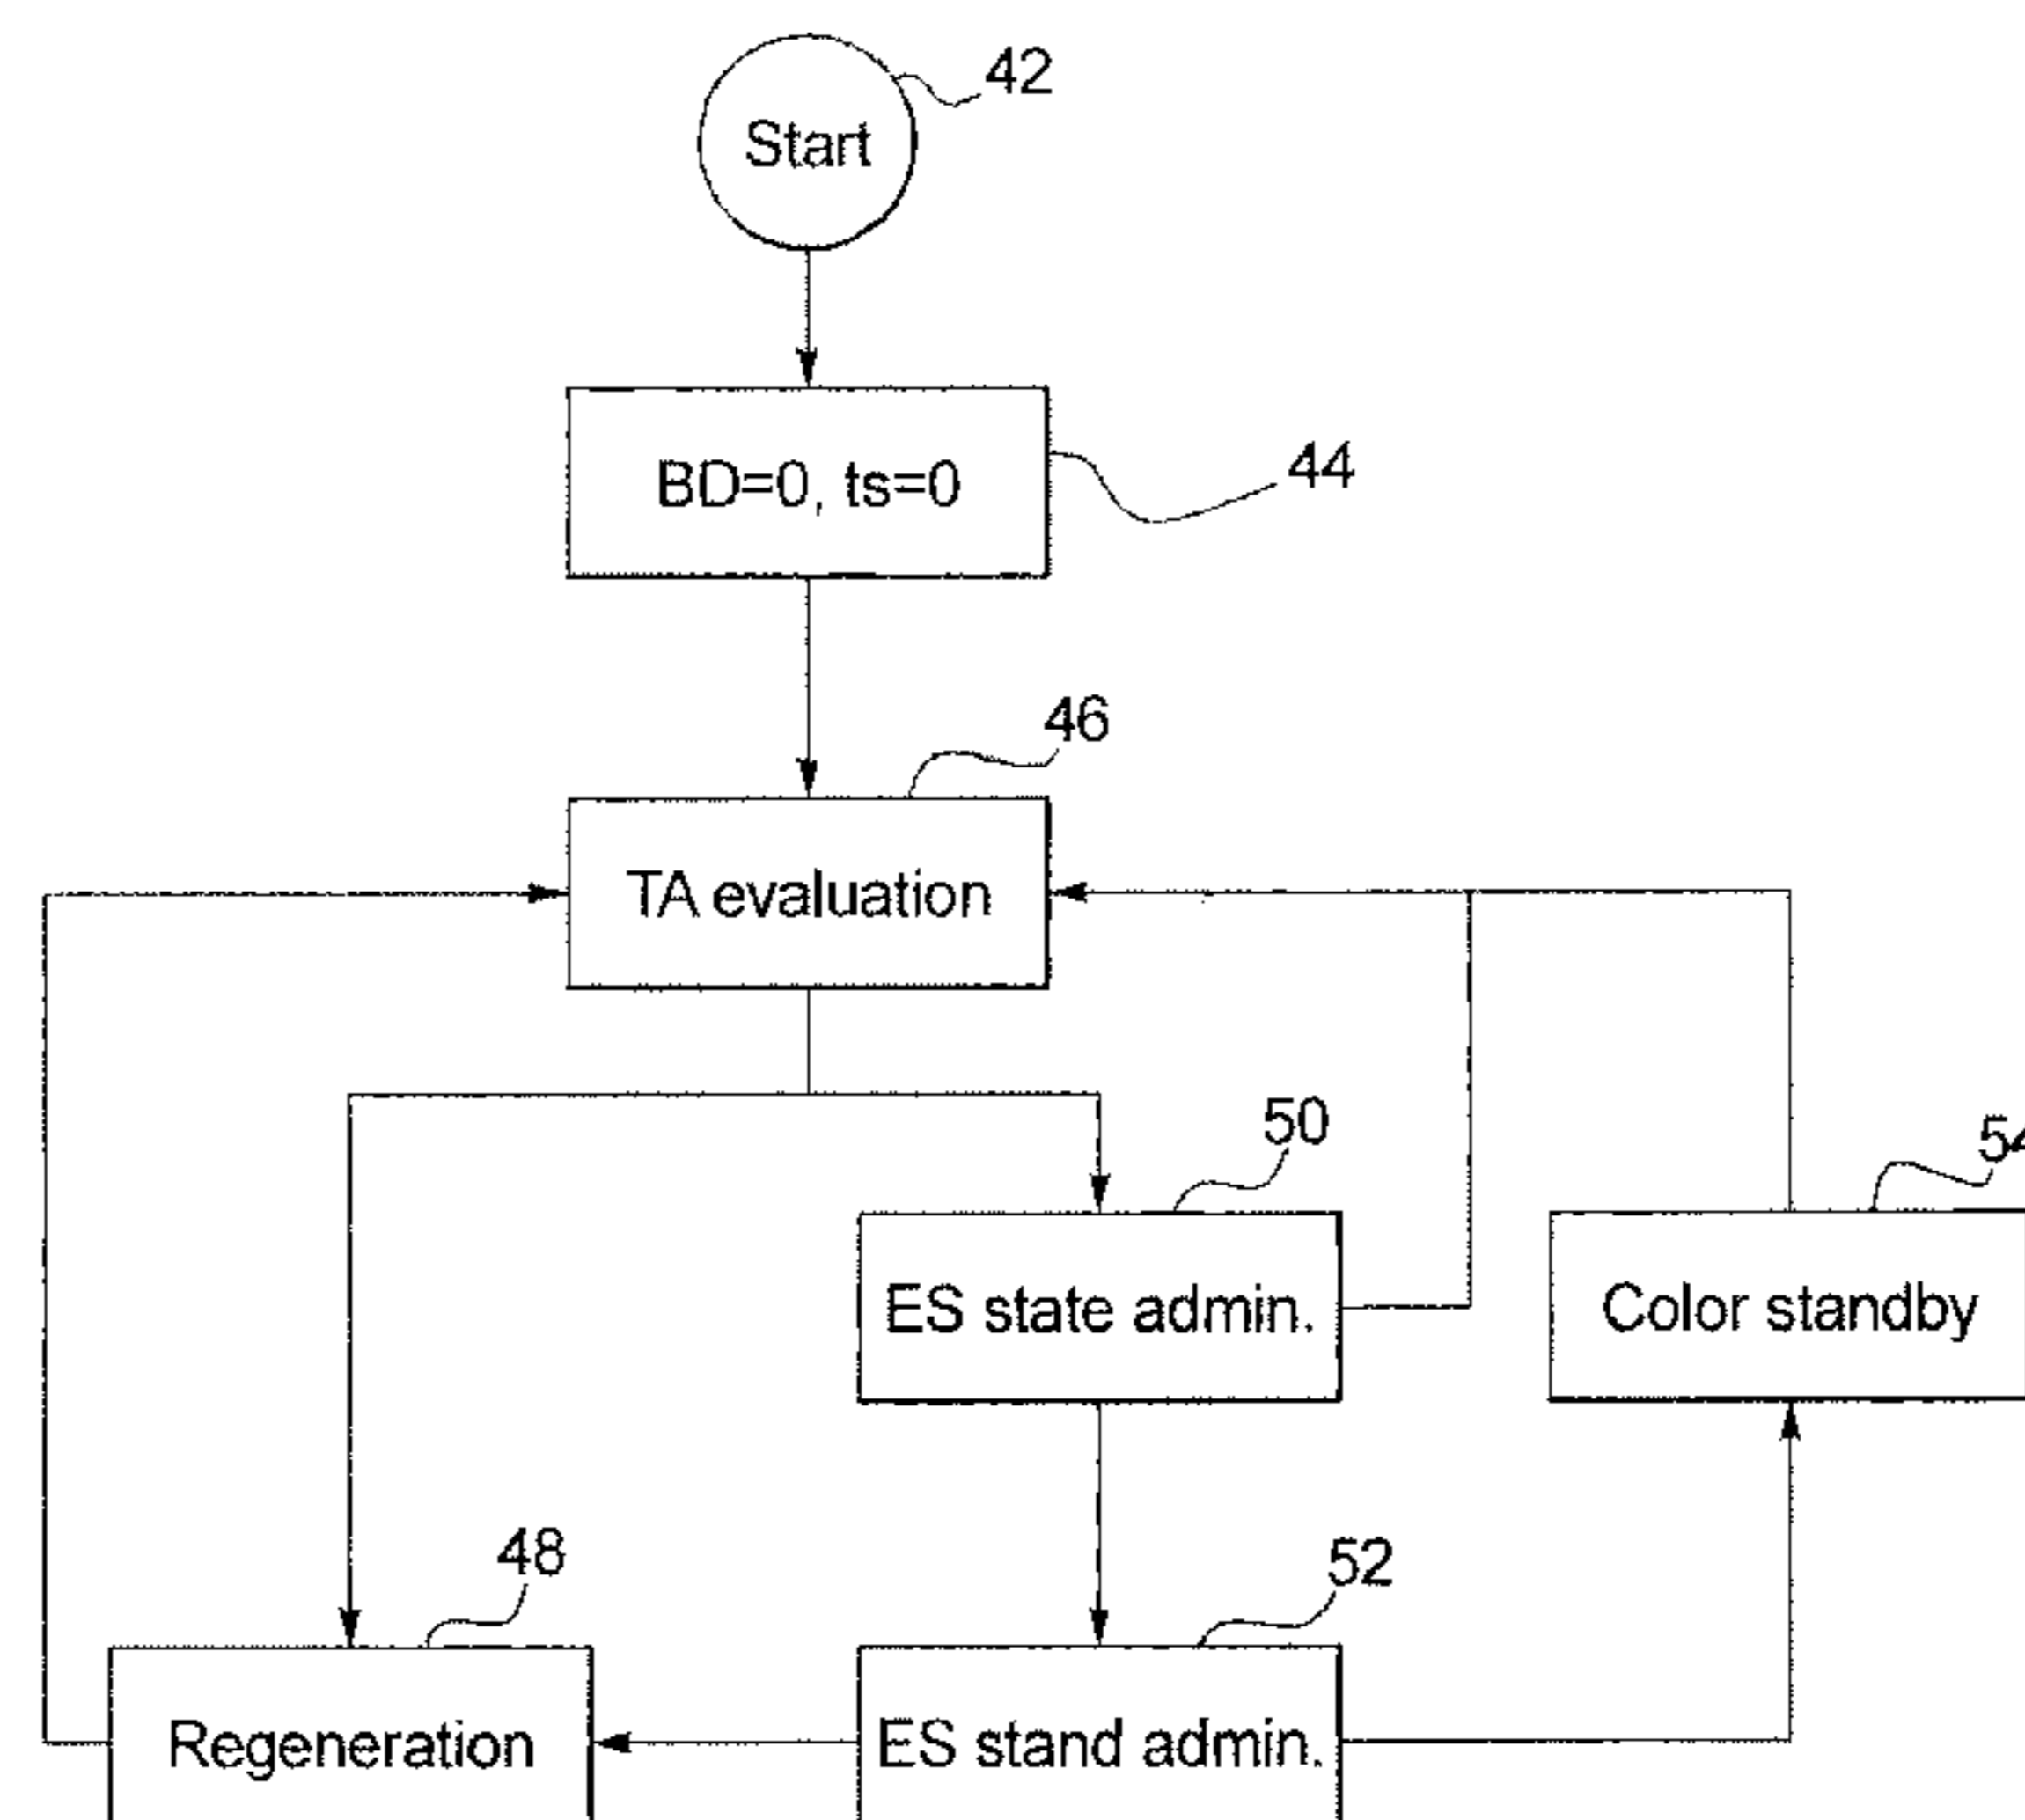 42
Start
44
BD=0, ts=0
46
TA evaluation
50
54
ES state admin.
Color standby
48
52
Regeneration
ES stand admin.